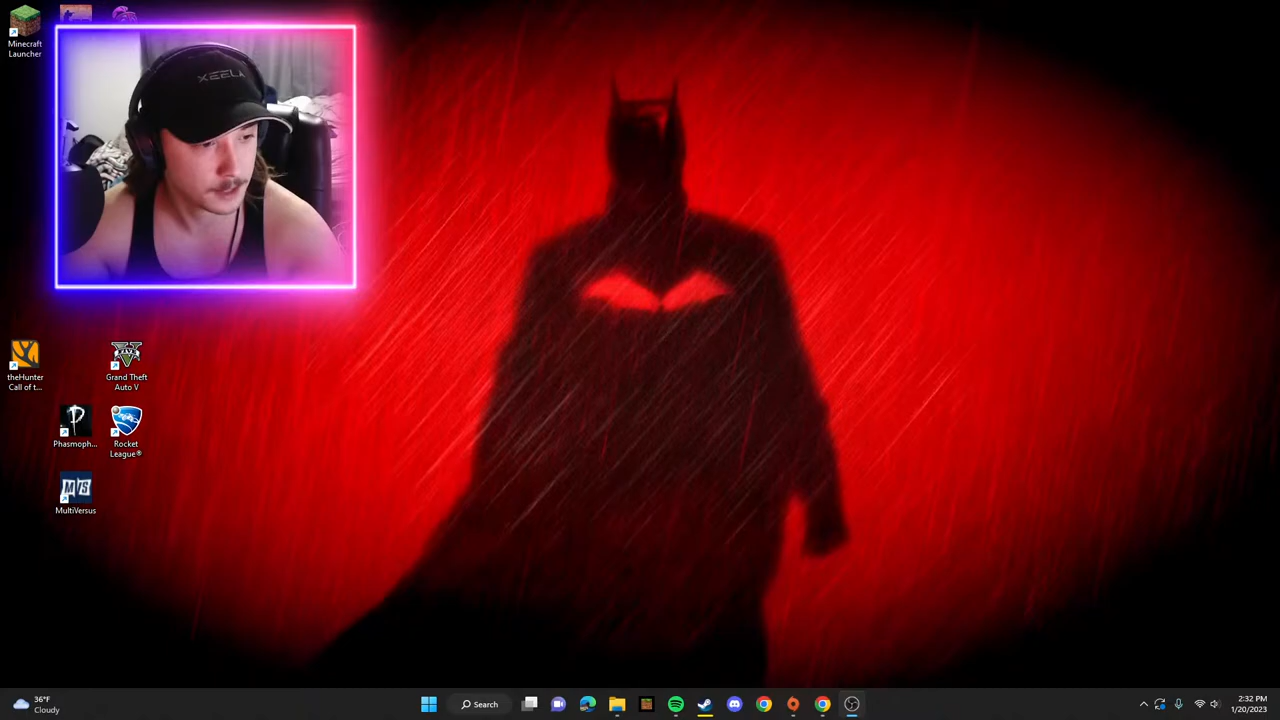 Minecraft
Launcher
XEELA
theHunter
Call of t...
Grand Theft
Auto V
Phasmoph...
Rocket
League®
M/S
MultiVersus
36°F
Cloudy
Search
2:32 PM
1/20/2023